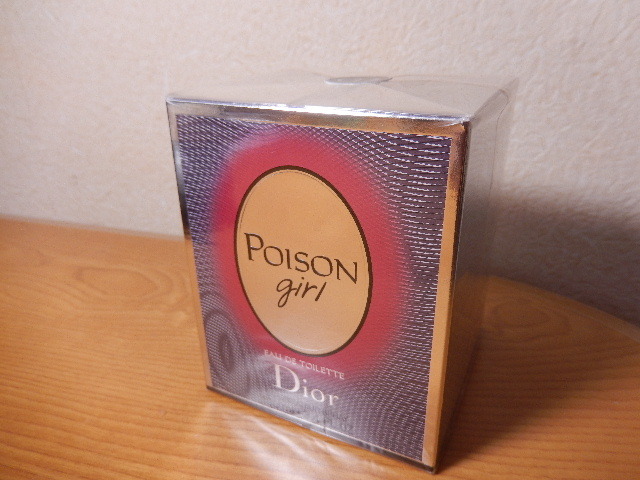 POISON
girl
EAU DE TOILETTE
Dior